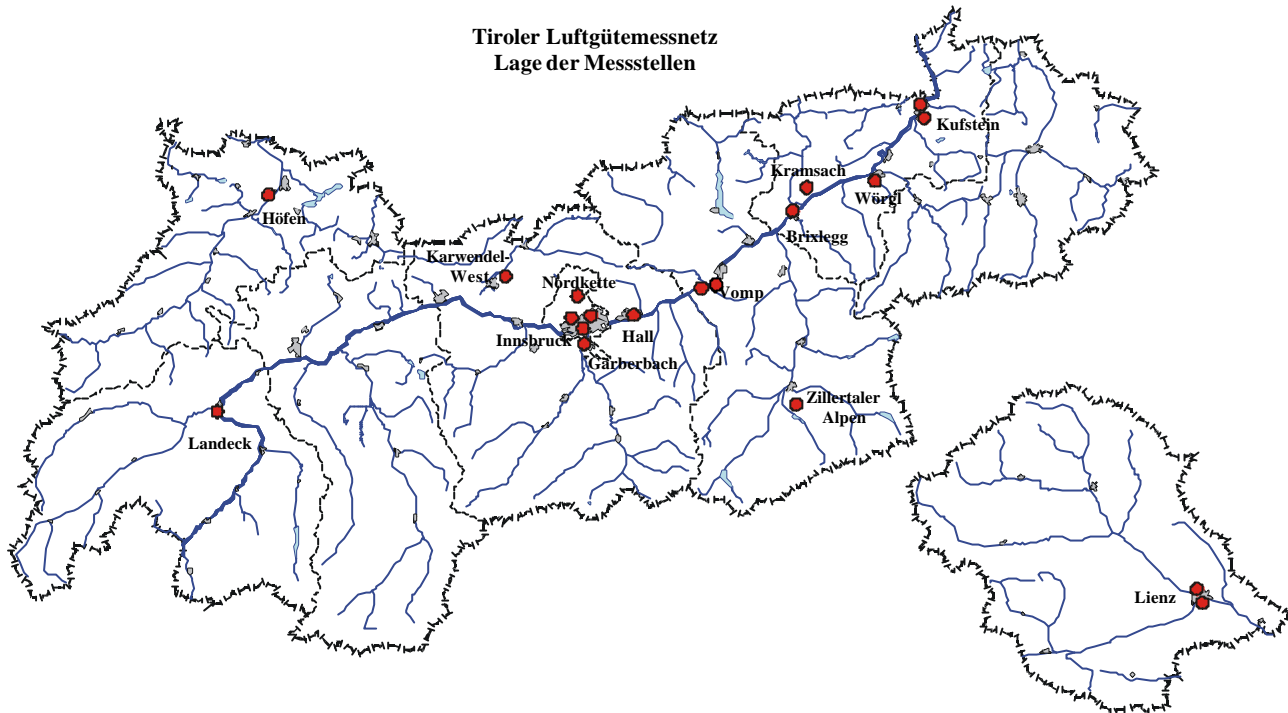 Tiroler Luftgütemessnetz
Lage der Messstellen
Kufstein
Kramsach
Wörgl
Höfen
Brixlegg
Karwendel-
West
Nordkette
Vomp
Innsbruck
Hall
Garberbach
Zillertaler
Alpen
Landeck
Lienz